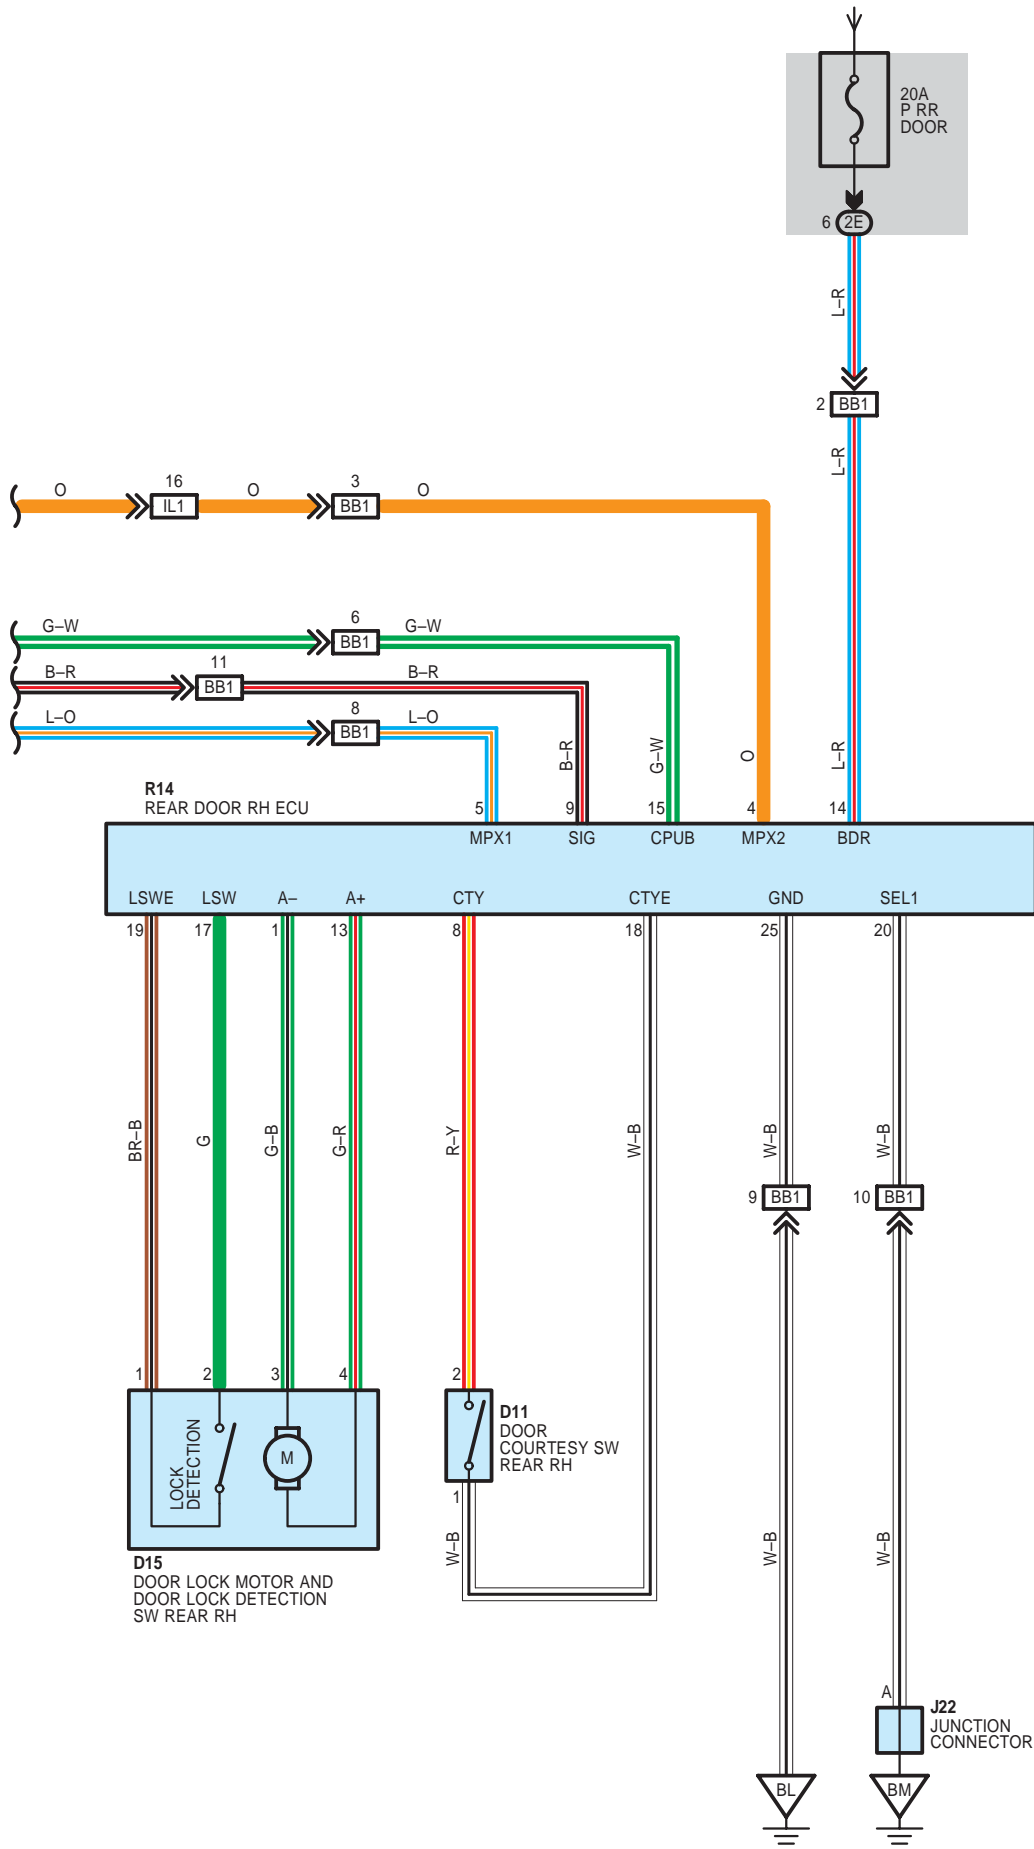 20A
P RR
DOOR
6 2E
L–R
2 BB1
L–R
16 3
O O O
IL1 BB1
6
G–W G–W
BB1
11
B–R B–R
BB1
8
L–O L–O
BB1
B–R G–W O L–R
R14
REAR DOOR RH ECU
5 9 15 4 14
MPX1 SIG CPUB MPX2 BDR
LSWE LSW A– A+ CTY CTYE GND SEL1
19 17 1 13 8 18 25 20
BR–B G G–B G–R R–Y W–B W–B W–B
9 BB1 10 BB1
1 2 3 4 2
LOCK
DETECTION
M
D11
DOOR
COURTESY SW
REAR RH
1
W–B W–B W–B
D15
DOOR LOCK MOTOR AND
DOOR LOCK DETECTION
SW REAR RH
A
J22
JUNCTION
CONNECTOR
BL BM